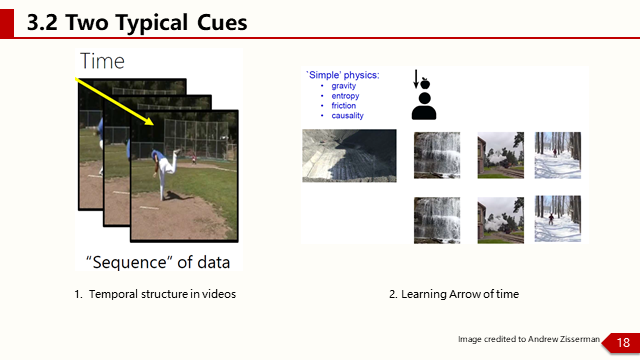 3.2 Two Typical Cues
Time
“Sequence” of data
1. Temporal structure in videos
`Simple’ physics:
• gravity
• entropy
• friction
• causality
2. Learning Arrow of time
Image credited to Andrew Zisserman
18